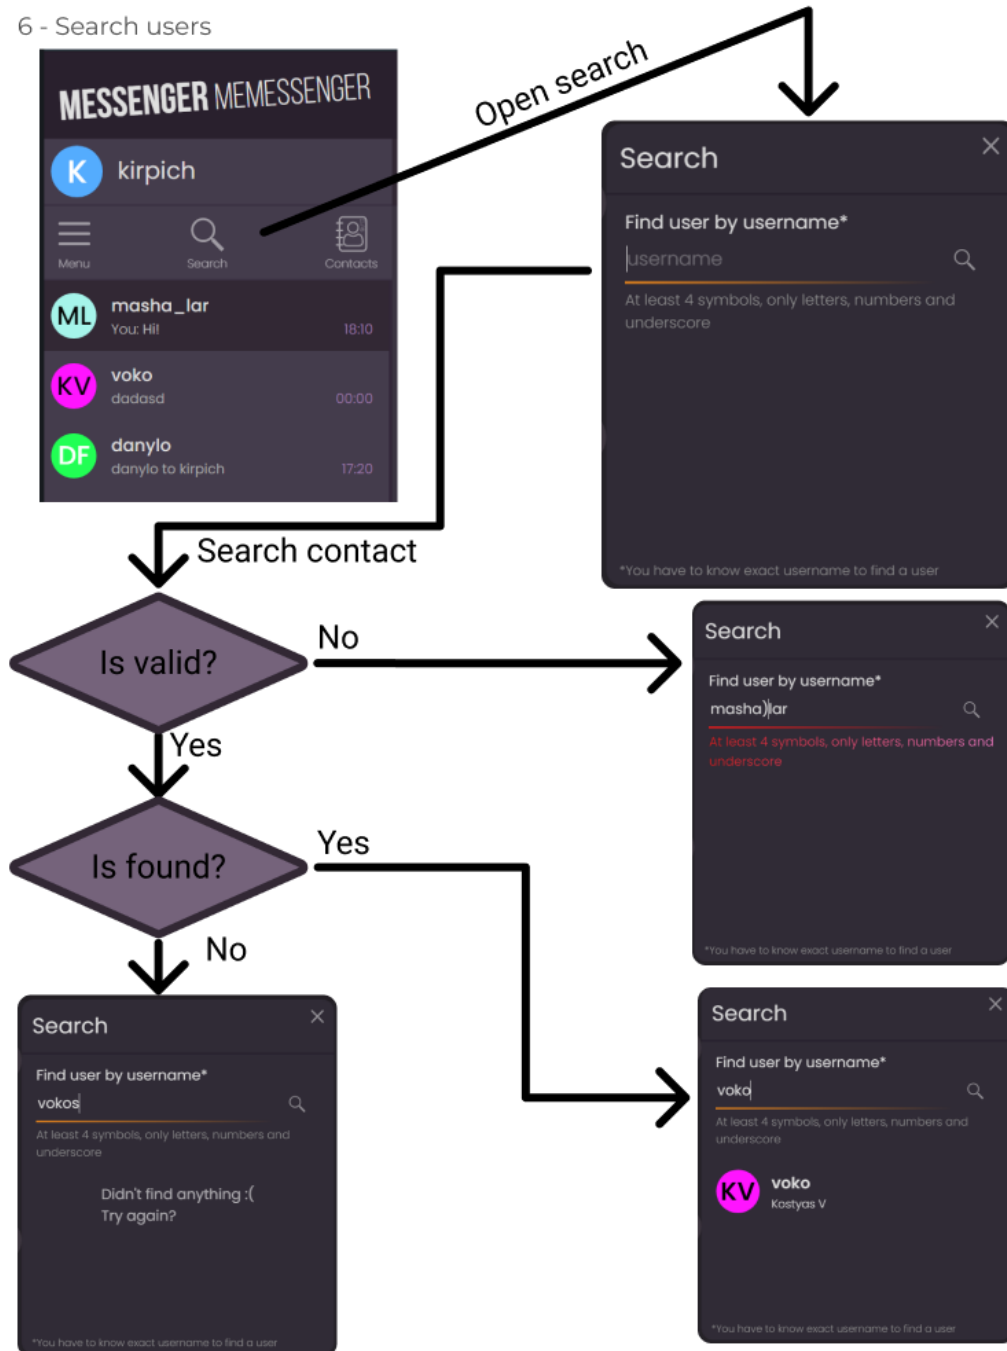 6 - Search users
MESSENGER MEMESSENGER
K
kirpich
Menu
Search
Contacts
ML
masha_lar
You: Hi!
18:10
KV
voko
dadasd
00:00
DF
danylo
danylo to kirpich
17:20
Open search
Search
Find user by username*
username
At least 4 symbols, only letters, numbers and
underscore
*You have to know exact username to find a user
Search contact
Is valid?
No
Search
Find user by username*
masha)lar
At least 4 symbols, only letters, numbers and
underscore
*You have to know exact username to find a user
Yes
Is found?
Yes
No
Search
Find user by username*
vokos
At least 4 symbols, only letters, numbers and
underscore
Didn't find anything :(
Try again?
*You have to know exact username to find a user
Search
Find user by username*
voko
At least 4 symbols, only letters, numbers and
underscore
KV
voko
Kostyas V
*You have to know exact username to find a user